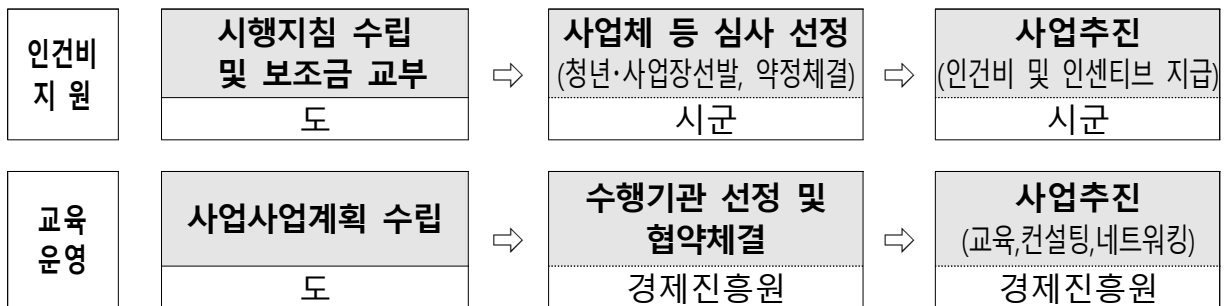 인건비
지 원
시행지침 수립
및 보조금 교부
도
⇨
사업체 등 심사 선정
(청년·사업장선발, 약정체결)
시군
⇨
사업추진
(인건비 및 인센티브 지급)
시군
교육
운영
사업사업계획 수립
도
⇨
수행기관 선정 및
협약체결
경제진흥원
⇨
사업추진
(교육,컨설팅,네트워킹)
경제진흥원